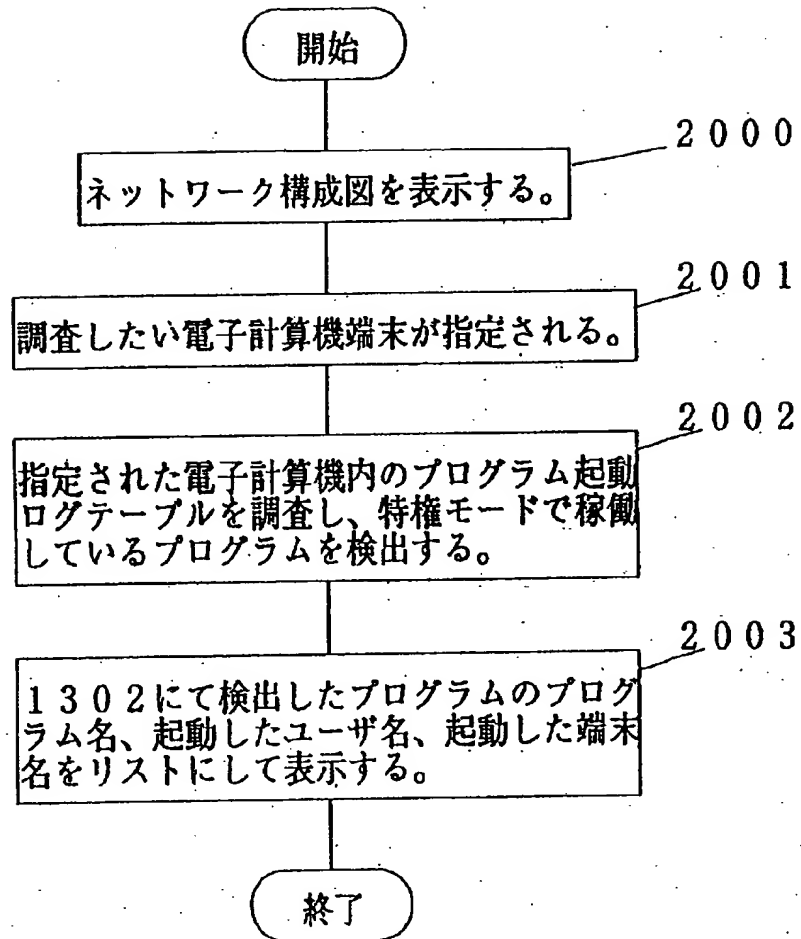 開始
2000
ネットワーク構成図を表示する。
2001
調査したい電子計算機端末が指定される。
2002
指定された電子計算機内のプログラム起動
ログテーブルを調査し、特権モードで稼働
しているプログラムを検出する。
2003
1302にて検出したプログラムのプログ
ラム名、起動したユーザ名、起動した端末
名をリストにして表示する。
終了